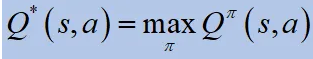 Q*(s,a) = max_π Q^π(s,a)